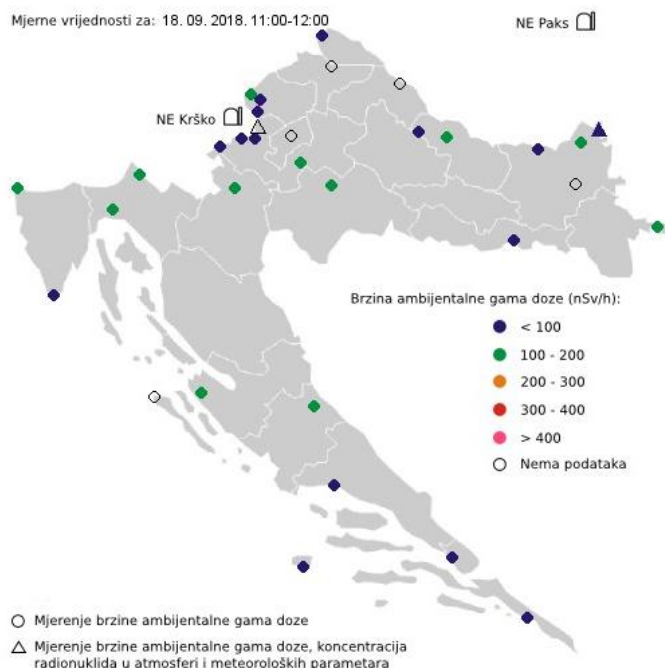 Mjerne vrijednosti za: 18. 09. 2018. 11:00-12:00
NE Paks
NE Krško
Brzina ambijentalne gama doze (nSv/h):
< 100
100 - 200
200 - 300
300 - 400
> 400
Nema podataka
Mjerenje brzine ambijentalne gama doze
Mjerenje brzine ambijentalne gama doze, koncentracija
radionuklida u atmosferi i meteoroloških parametara